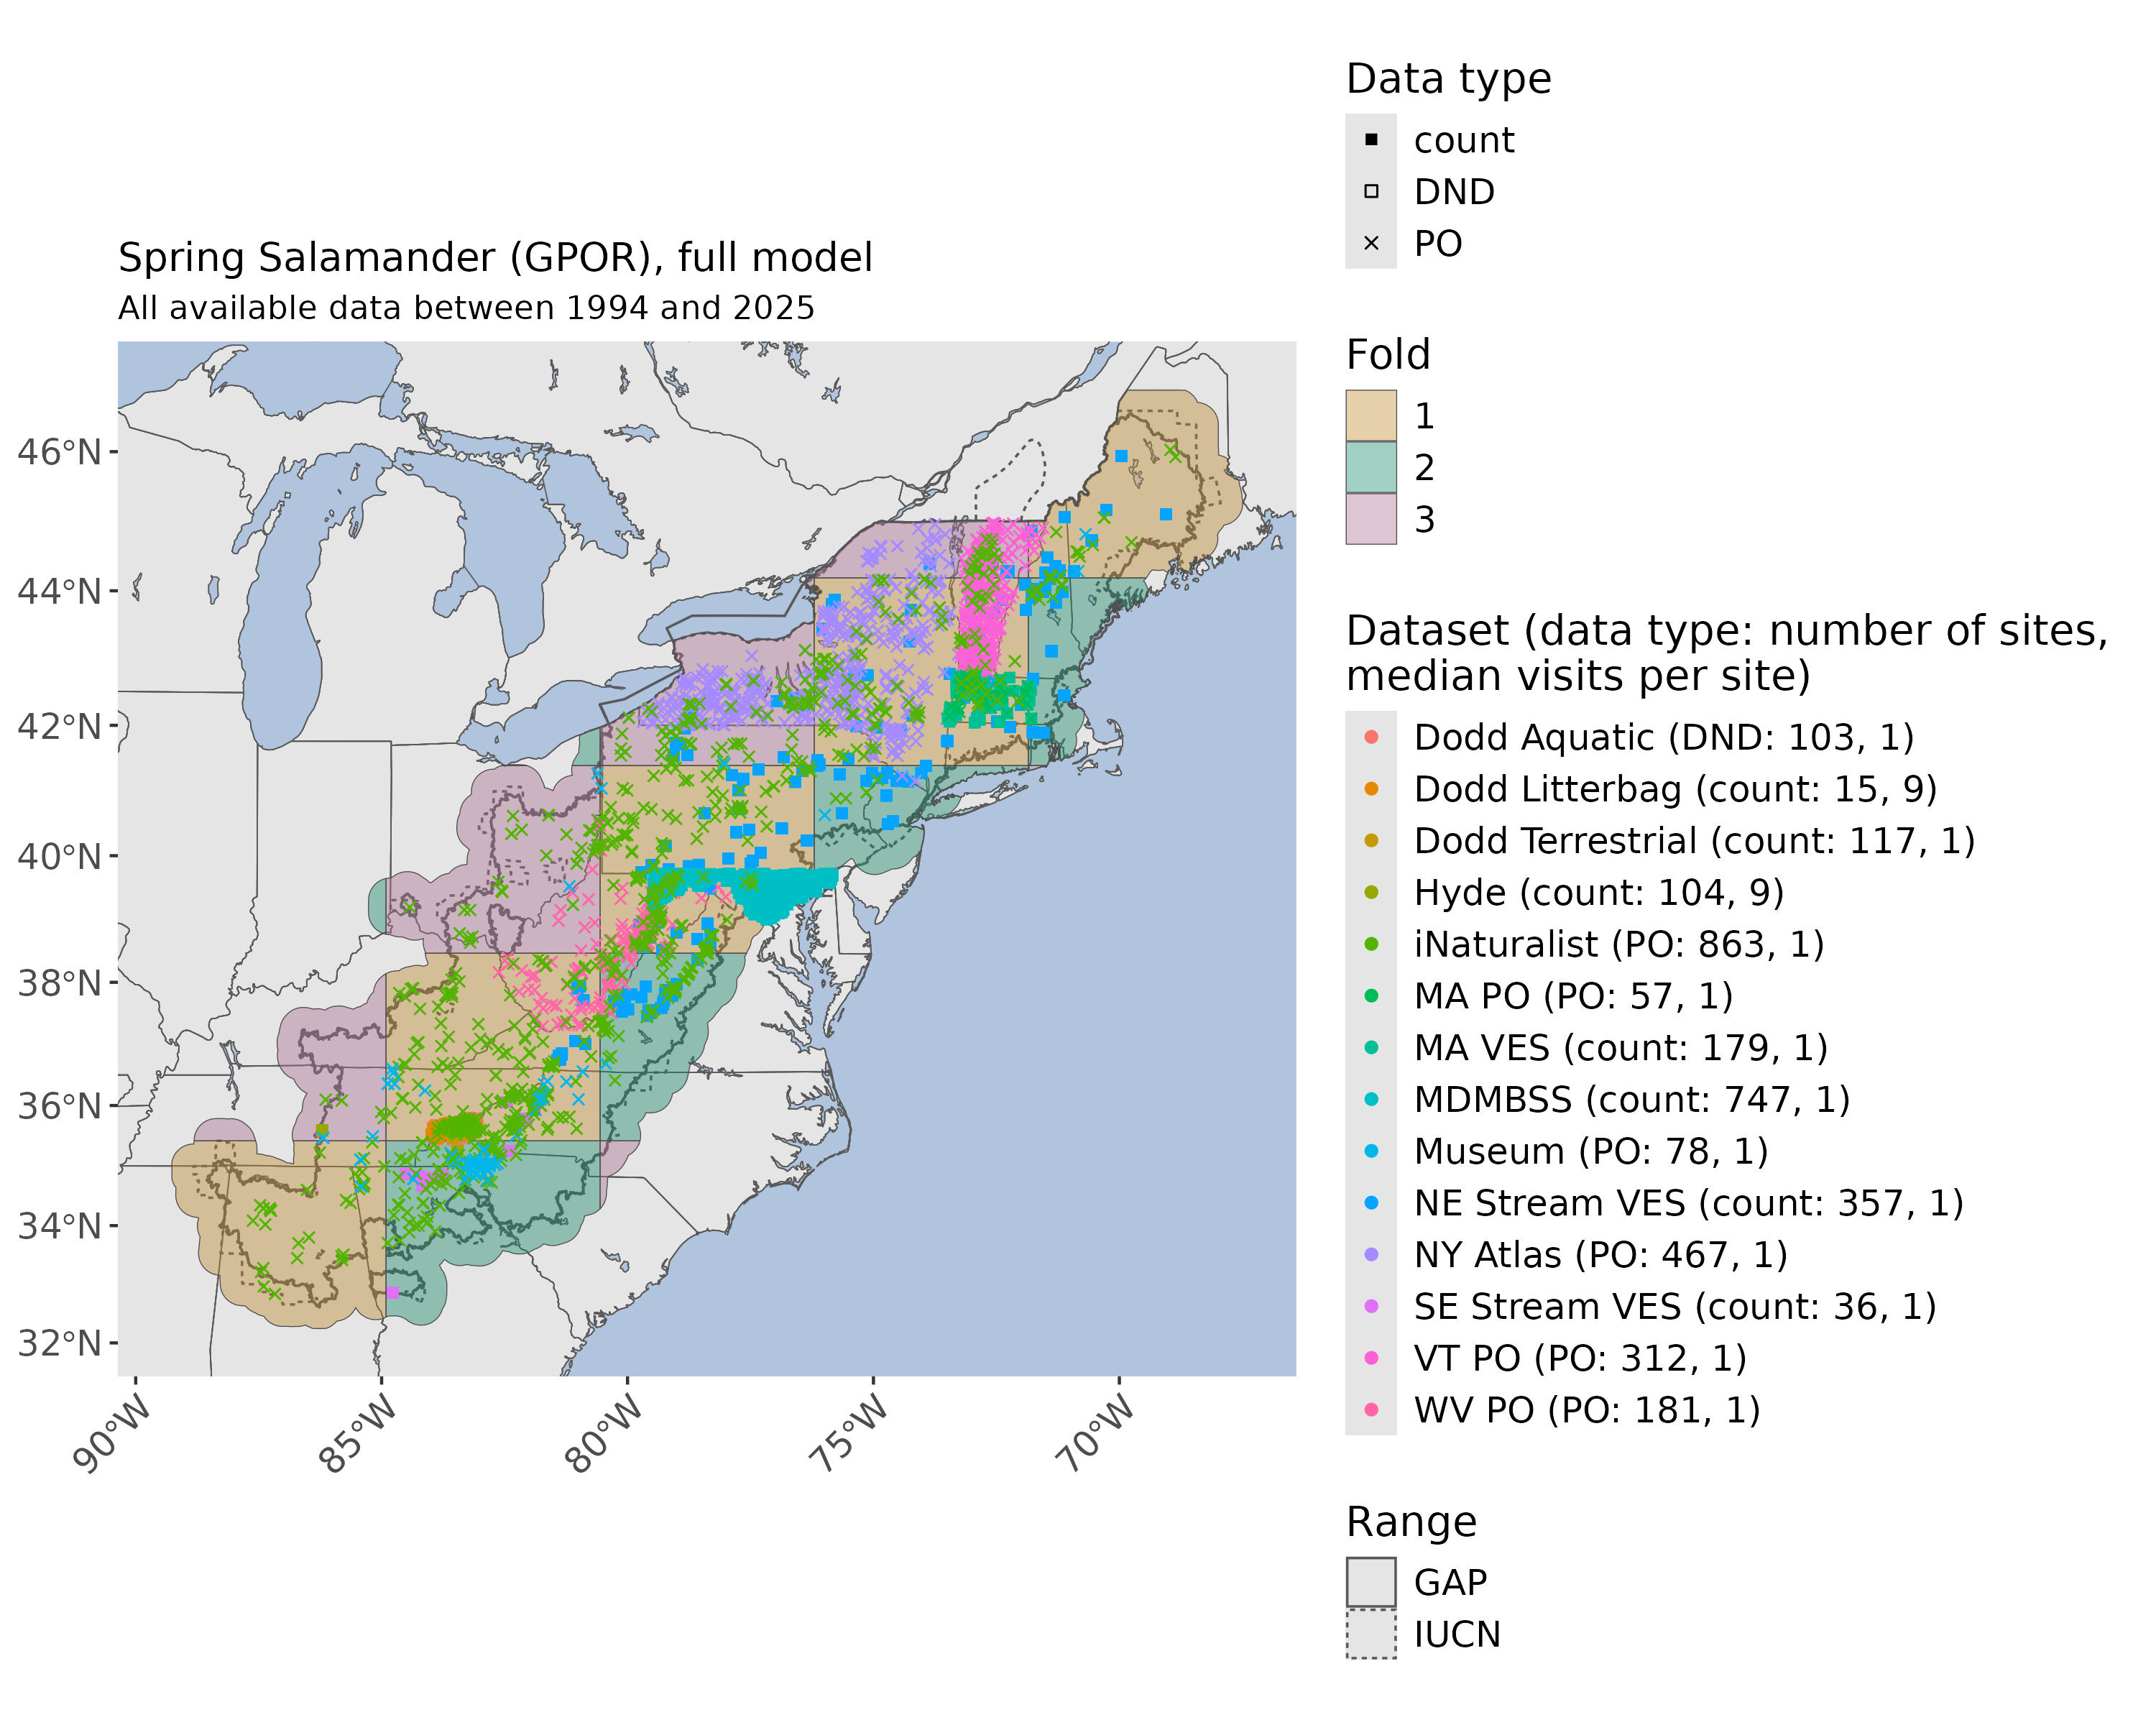 Spring Salamander (GPOR), full model
All available data between 1994 and 2025
46°N
44°N
42°N
40°N
38°N
36°N
34°N
32°N
90°W
85°W
80°W
75°W
70°W
Data type
count
DND
PO
Fold
1
2
3
Dataset (data type: number of sites,
median visits per site)
Dodd Aquatic (DND: 103, 1)
Dodd Litterbag (count: 15, 9)
Dodd Terrestrial (count: 117, 1)
Hyde (count: 104, 9)
iNaturalist (PO: 863, 1)
MA PO (PO: 57, 1)
MA VES (count: 179, 1)
MDMBSS (count: 747, 1)
Museum (PO: 78, 1)
NE Stream VES (count: 357, 1)
NY Atlas (PO: 467, 1)
SE Stream VES (count: 36, 1)
VT PO (PO: 312, 1)
WV PO (PO: 181, 1)
Range
GAP
IUCN